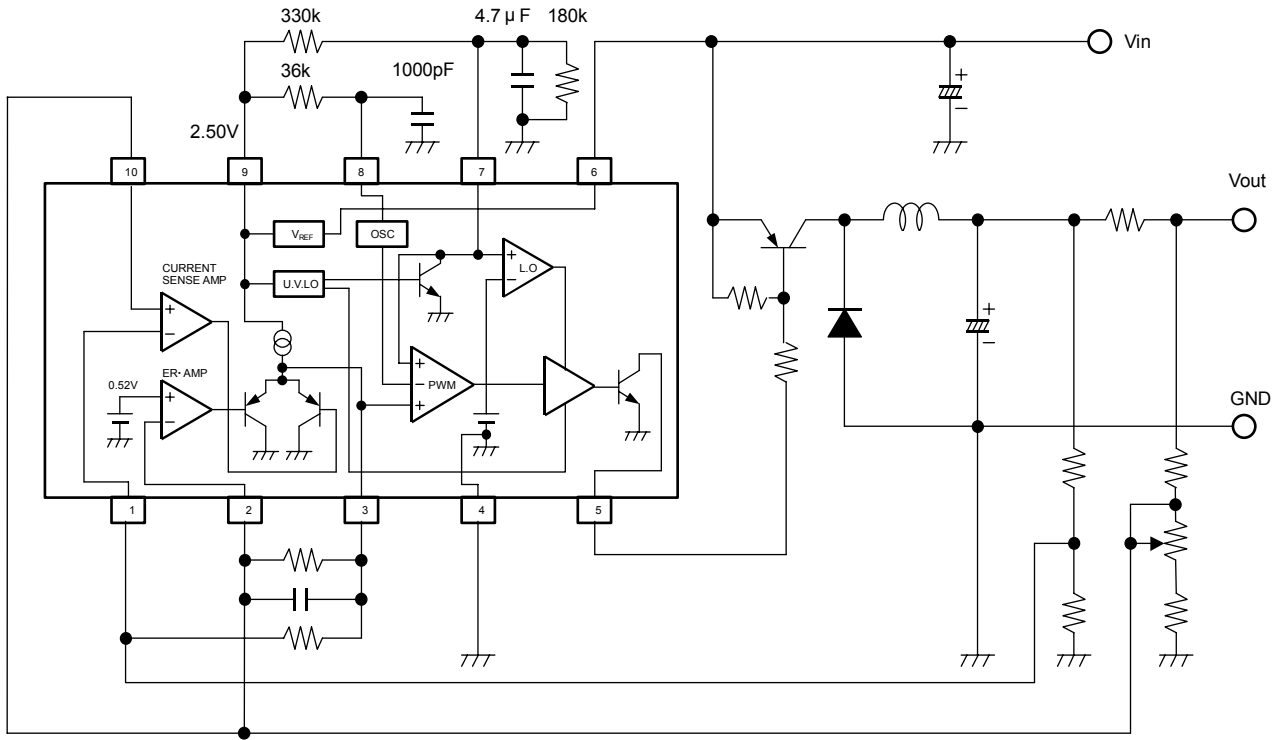 330k
4.7 μ F 180k
36k
1000pF
Vin
2.50V
10 9 8 7 6
Vout
VREF
OSC
CURRENT
SENSE AMP
U.V.LO
L.O
ER・AMP
PWM
0.52V
GND
1 2 3 4 5